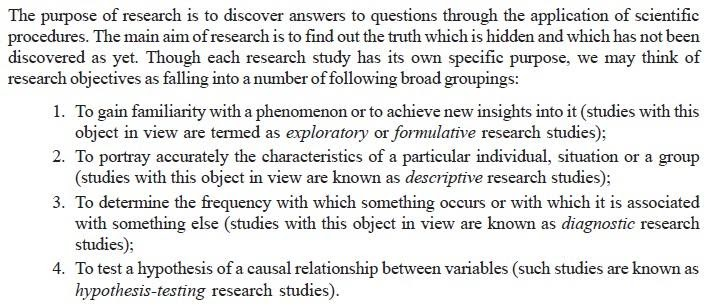 The purpose of research is to discover answers to questions through the application of scientific
procedures. The main aim of research is to find out the truth which is hidden and which has not been
discovered as yet. Though each research study has its own specific purpose, we may think of
research objectives as falling into a number of following broad groupings:
1. To gain familiarity with a phenomenon or to achieve new insights into it (studies with this
object in view are termed as exploratory or formulative research studies);
2. To portray accurately the characteristics of a particular individual, situation or a group
(studies with this object in view are known as descriptive research studies);
3. To determine the frequency with which something occurs or with which it is associated
with something else (studies with this object in view are known as diagnostic research
studies);
4. To test a hypothesis of a causal relationship between variables (such studies are known as
hypothesis-testing research studies).